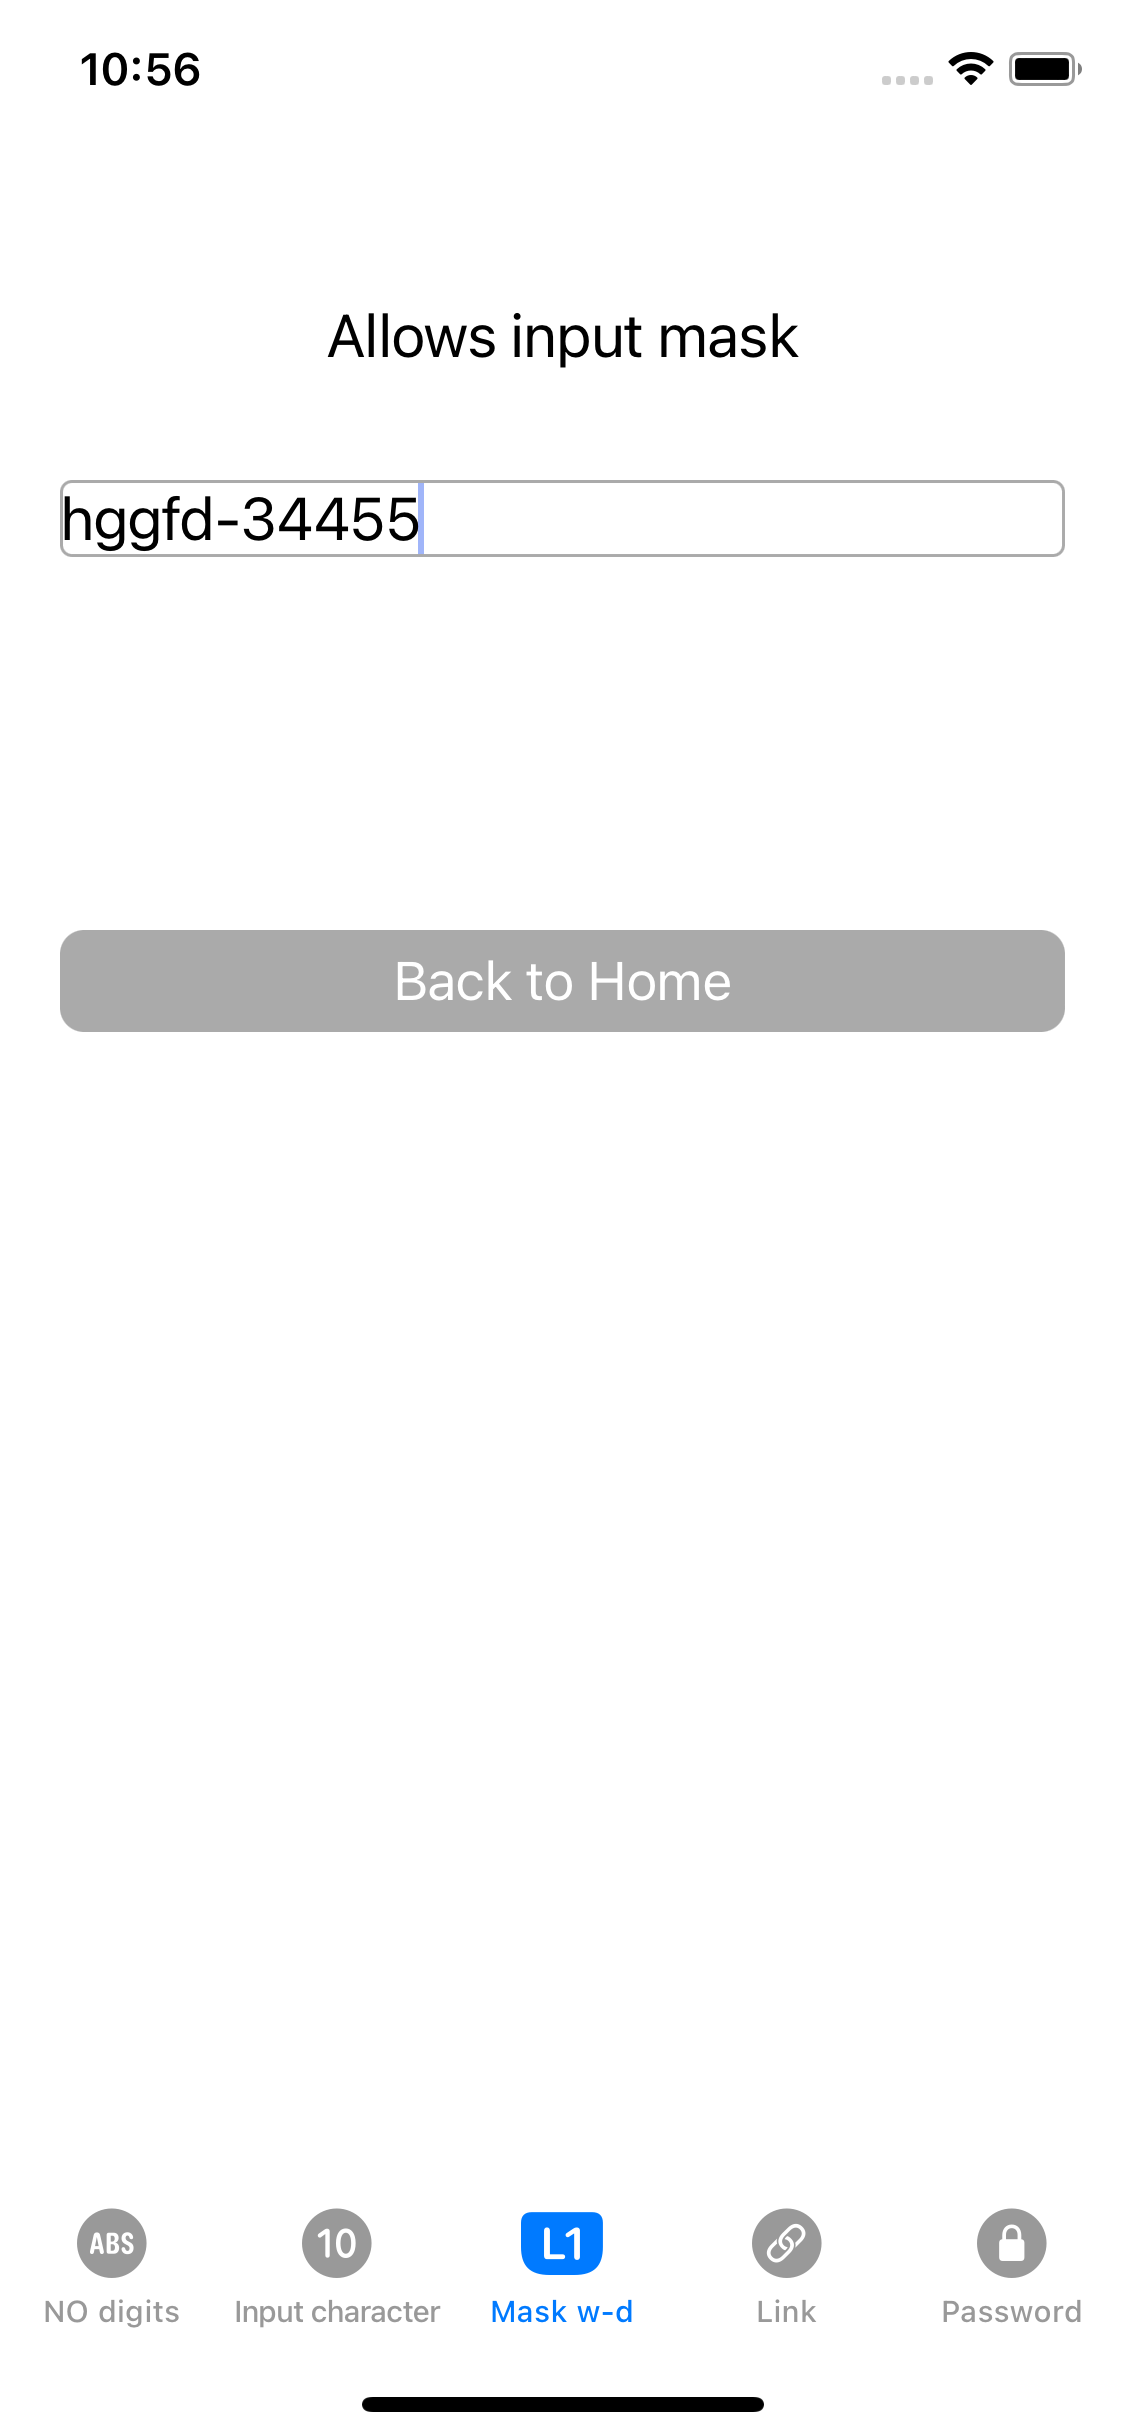 10:56
Allows input mask
hggfd-34455
Back to Home
ABS
10
L1
NO digits
Input character
Mask w-d
Link
Password